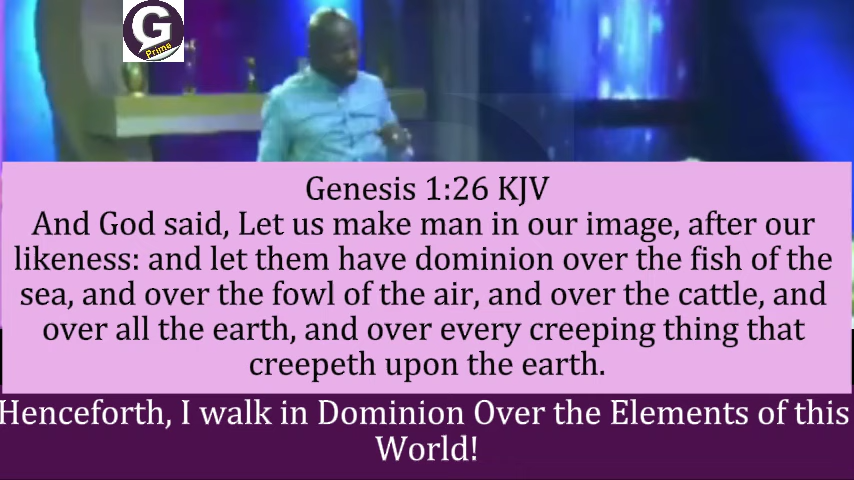 G
Prime
Genesis 1:26 KJV
And God said, Let us make man in our image, after our
likeness: and let them have dominion over the fish of the
sea, and over the fowl of the air, and over the cattle, and
over all the earth, and over every creeping thing that
creepeth upon the earth.
Henceforth, I walk in Dominion Over the Elements of this
World!